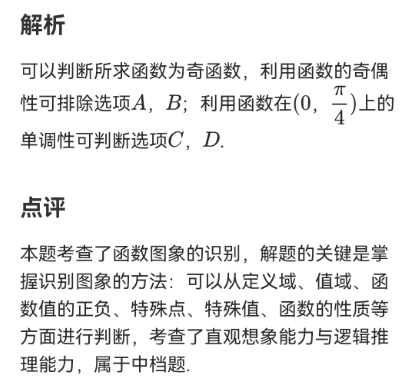 解析
可以判断所求函数为奇函数，利用函数的奇偶
性可排除选项A，B；利用函数在(0，π/4)上的
单调性可判断选项C，D.
点评
本题考查了函数图象的识别，解题的关键是掌
握识别图象的方法：可以从定义域、值域、函
数值的正负、特殊点、特殊值、函数的性质等
方面进行判断，考查了直观想象能力与逻辑推
理能力，属于中档题.